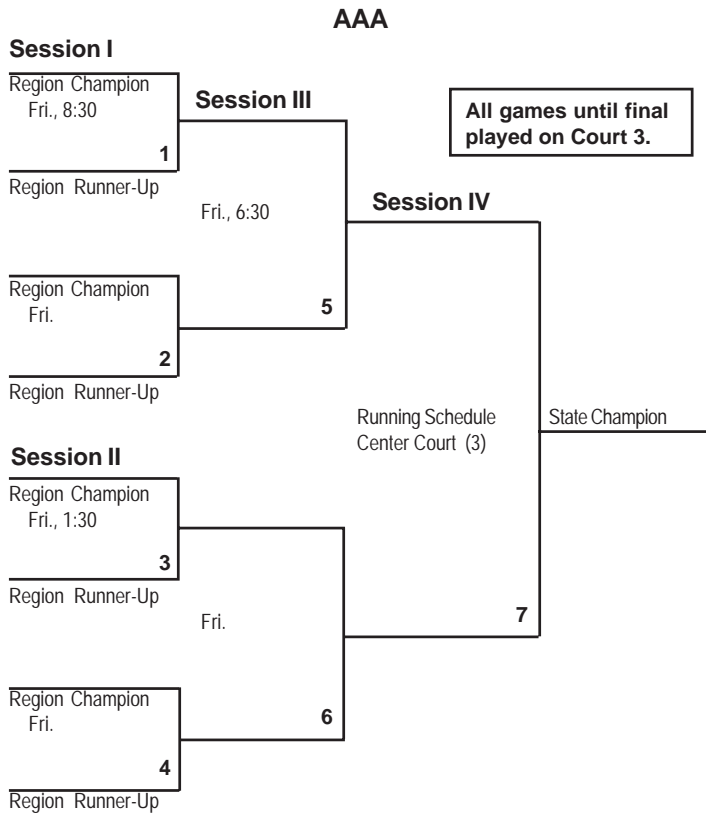 AAA
Session I
Region Champion
Fri., 8:30
1
Region Runner-Up
Session III
Fri., 6:30
All games until final
played on Court 3.
Session IV
Region Champion
Fri.
2
Region Runner-Up
5
Running Schedule
Center Court (3)
State Champion
Session II
Region Champion
Fri., 1:30
3
Region Runner-Up
Fri.
7
Region Champion
Fri.
4
Region Runner-Up
6